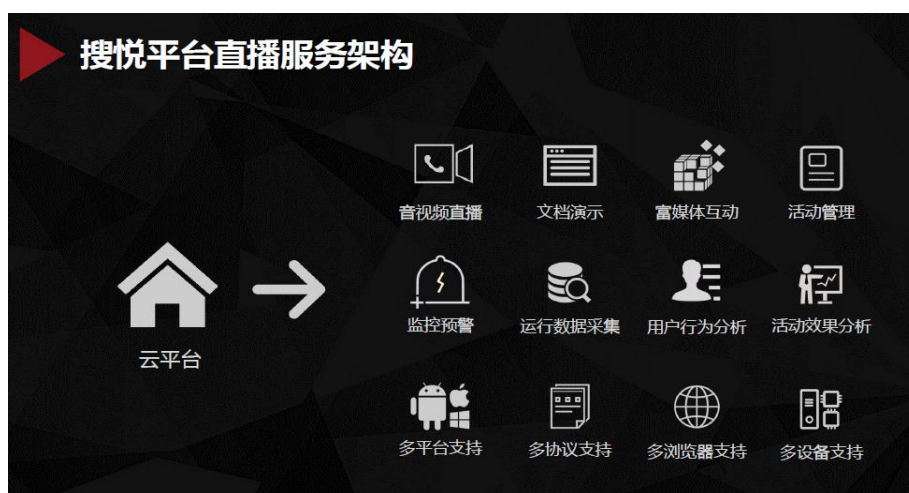 搜悦平台直播服务架构
音视频直播 文档演示 富媒体互动 活动管理
监控预警 运行数据采集 用户行为分析 活动效果分析
云平台
多平台支持 多协议支持 多浏览器支持 多设备支持